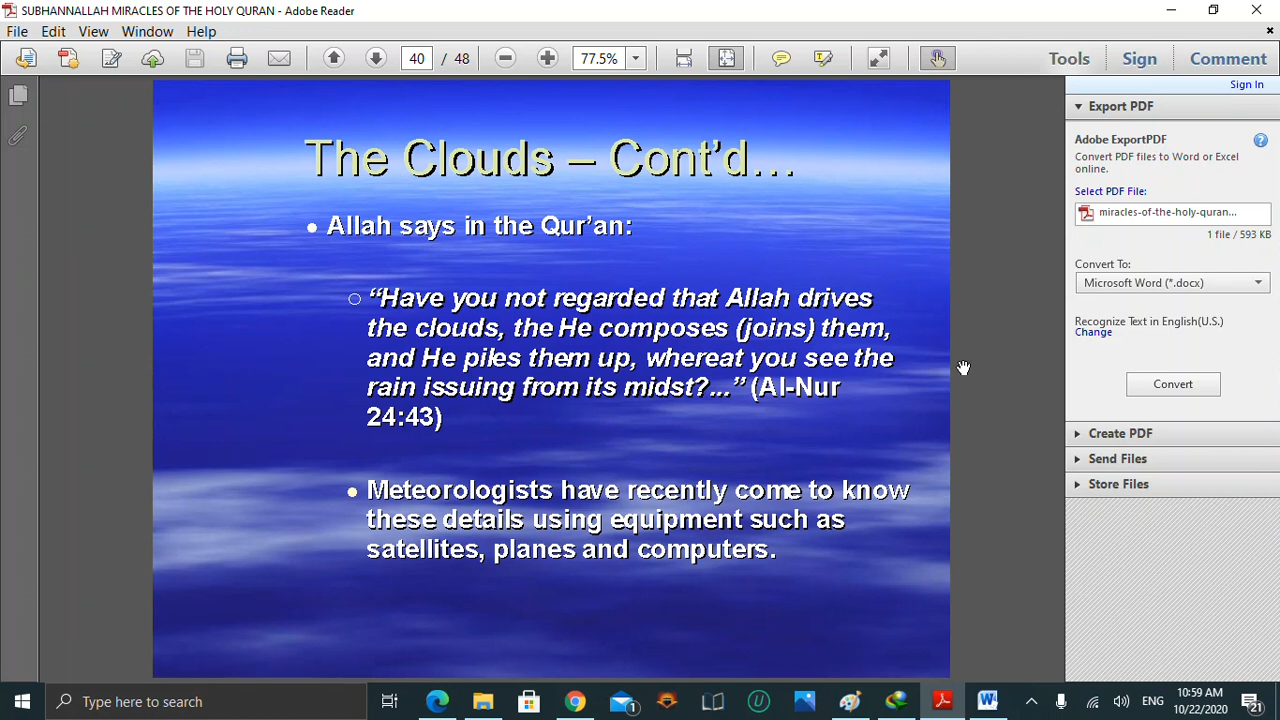 SUBHANNALLAH MIRACLES OF THE HOLY QURAN - Adobe Reader
File Edit View Window Help
40 / 48 77.5% Tools Sign Comment
Sign In
Export PDF
Adobe ExportPDF
Convert PDF files to Word or Excel
online.
Select PDF File:
miracles-of-the-holy-quran...
1 file / 593 KB
Convert To:
Microsoft Word (*.docx)
Recognize Text in English(U.S.)
Change
Convert
Create PDF
Send Files
Store Files
The Clouds – Cont’d…
Allah says in the Qur’an:
“Have you not regarded that Allah drives
the clouds, the He composes (joins) them,
and He piles them up, whereat you see the
rain issuing from its midst?...” (Al-Nur
24:43)
Meteorologists have recently come to know
these details using equipment such as
satellites, planes and computers.
Type here to search
1
ENG
10:59 AM
10/22/2020
21